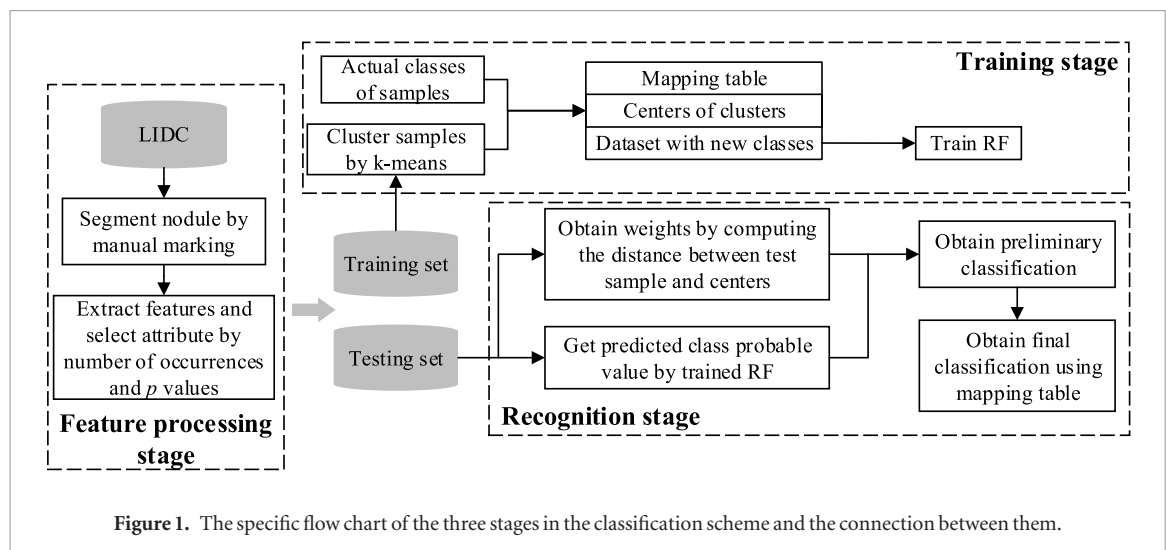 LIDC
Segment nodule by
manual marking
Extract features and
select attribute by
number of occurrences
and p values
Feature processing
stage
Training set
Testing set
Actual classes
of samples
Cluster samples
by k-means
Mapping table
Centers of clusters
Dataset with new classes
Train RF
Training stage
Obtain weights by computing
the distance between test
sample and centers
Get predicted class probable
value by trained RF
Obtain preliminary
classification
Obtain final
classification using
mapping table
Recognition stage
Figure 1. The specific flow chart of the three stages in the classification scheme and the connection between them.